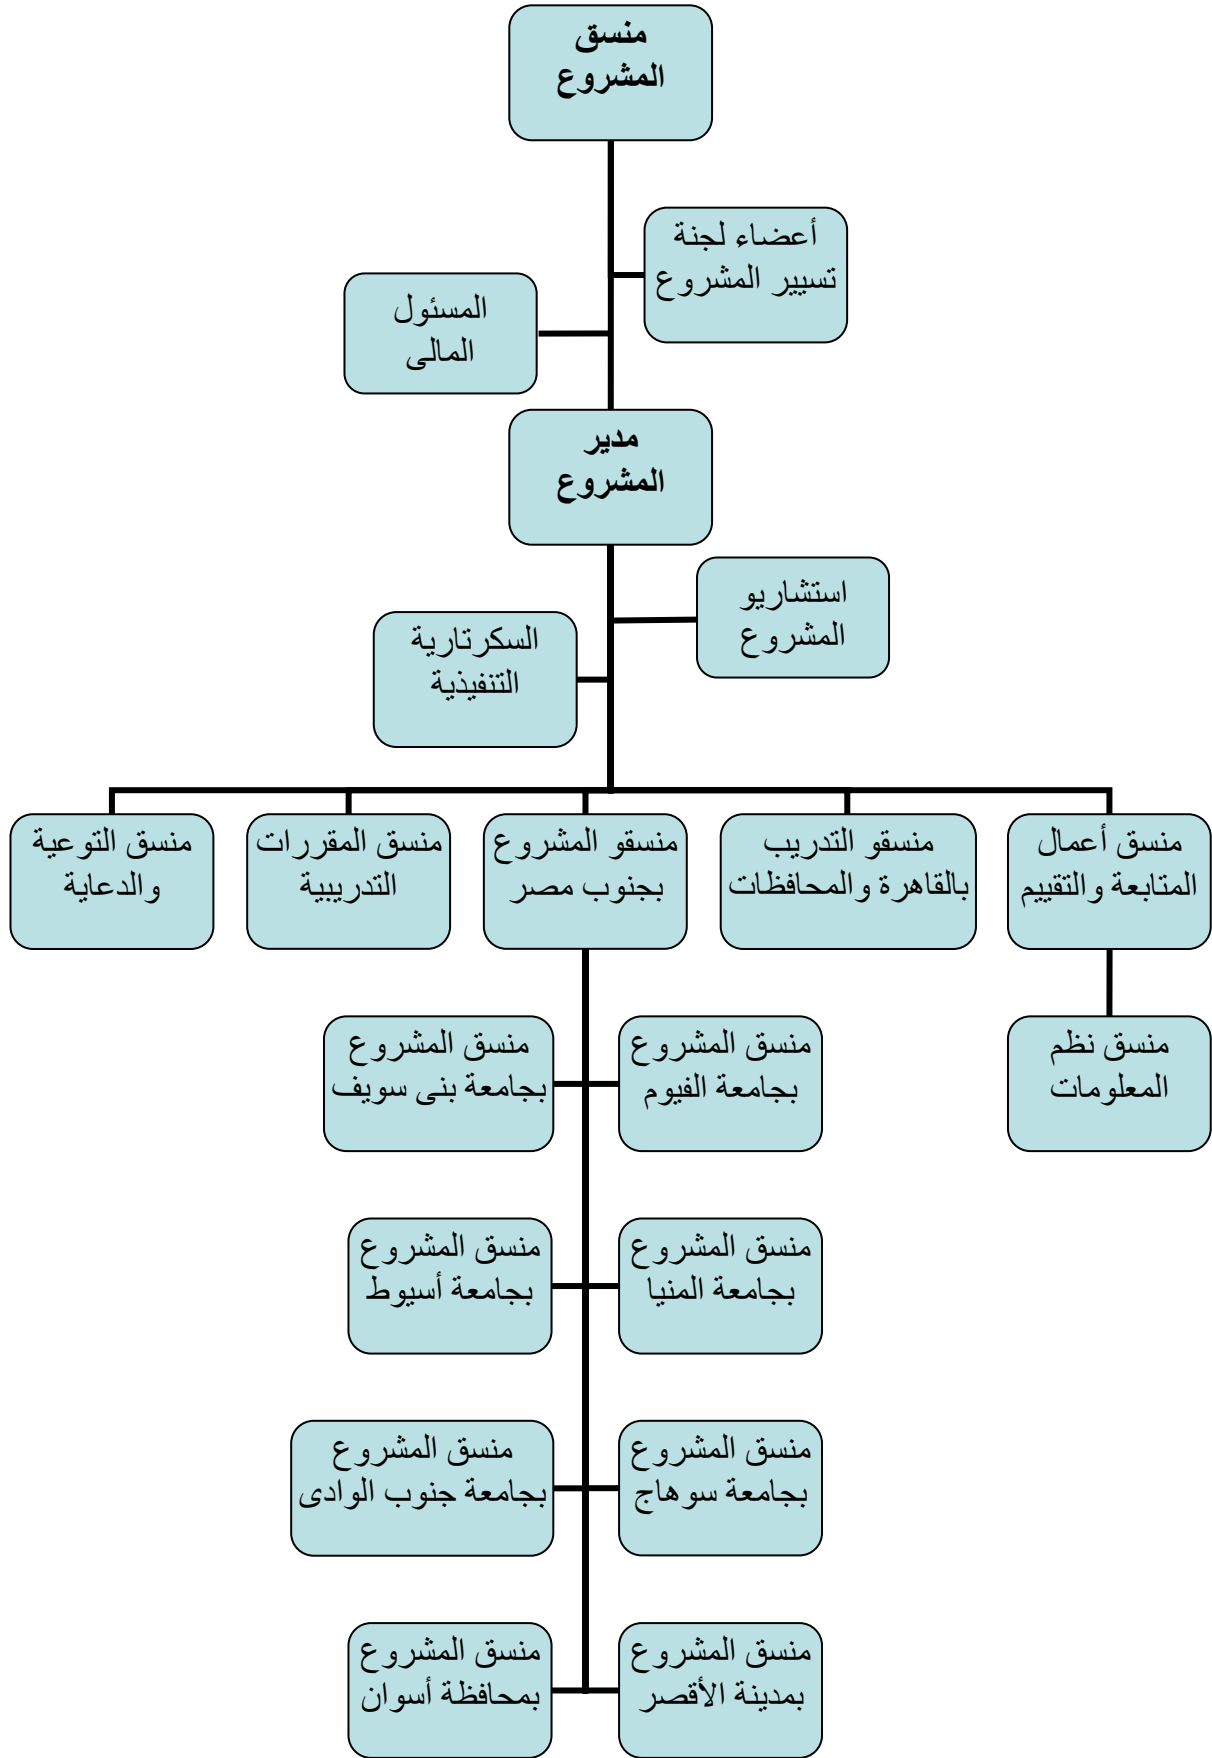 منسق
المشروع
أعضاء لجنة
تسيير المشروع
المسئول
المالى
مدير
المشروع
استشاريو
المشروع
السكرتارية
التنفيذية
منسق أعمال
المتابعة والتقييم
منسقو التدريب
بالقاهرة والمحافظات
منسقو المشروع
بجنوب مصر
منسق المقررات
التدريبية
منسق التوعية
والدعاية
منسق نظم
المعلومات
منسق المشروع
بجامعة الفيوم
منسق المشروع
بجامعة بنى سويف
منسق المشروع
بجامعة المنيا
منسق المشروع
بجامعة أسيوط
منسق المشروع
بجامعة سوهاج
منسق المشروع
بجامعة جنوب الوادى
منسق المشروع
بمدينة الأقصر
منسق المشروع
بمحافظة أسوان